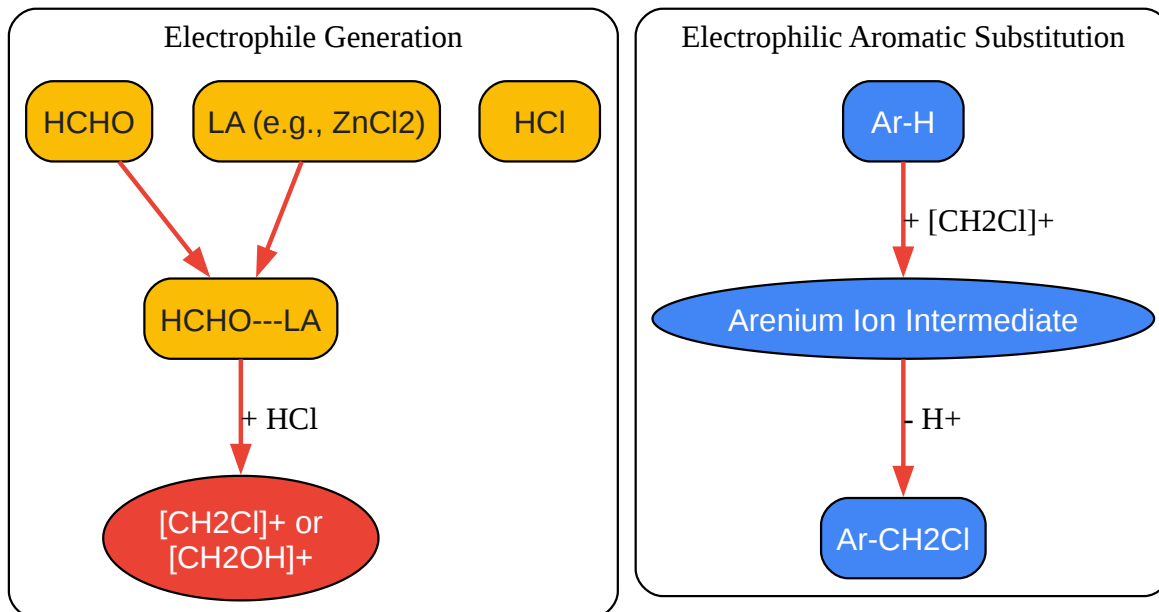 Electrophile Generation
HCHO
LA (e.g., ZnCl2)
HCl
HCHO---LA
+ HCl
[CH2Cl]+ or
[CH2OH]+
Electrophilic Aromatic Substitution
Ar-H
+ [CH2Cl]+
Arenium Ion Intermediate
- H+
Ar-CH2Cl